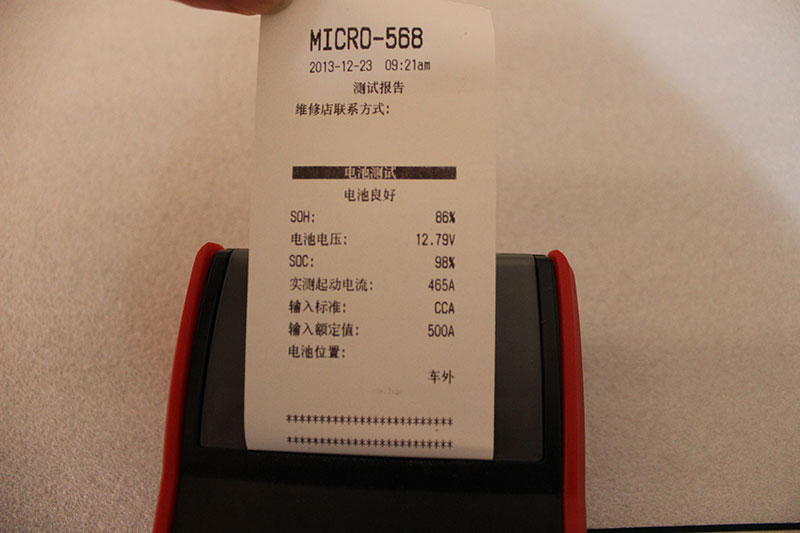 MICRO-568
2013-12-23 09:21am
测试报告
维修店联系方式:
电池测试
电池良好
SOH: 86%
电池电压: 12.79V
SOC: 98%
实测起动电流: 465A
输入标准: CCA
输入额定值: 500A
电池位置:
车外
*************************
*************************